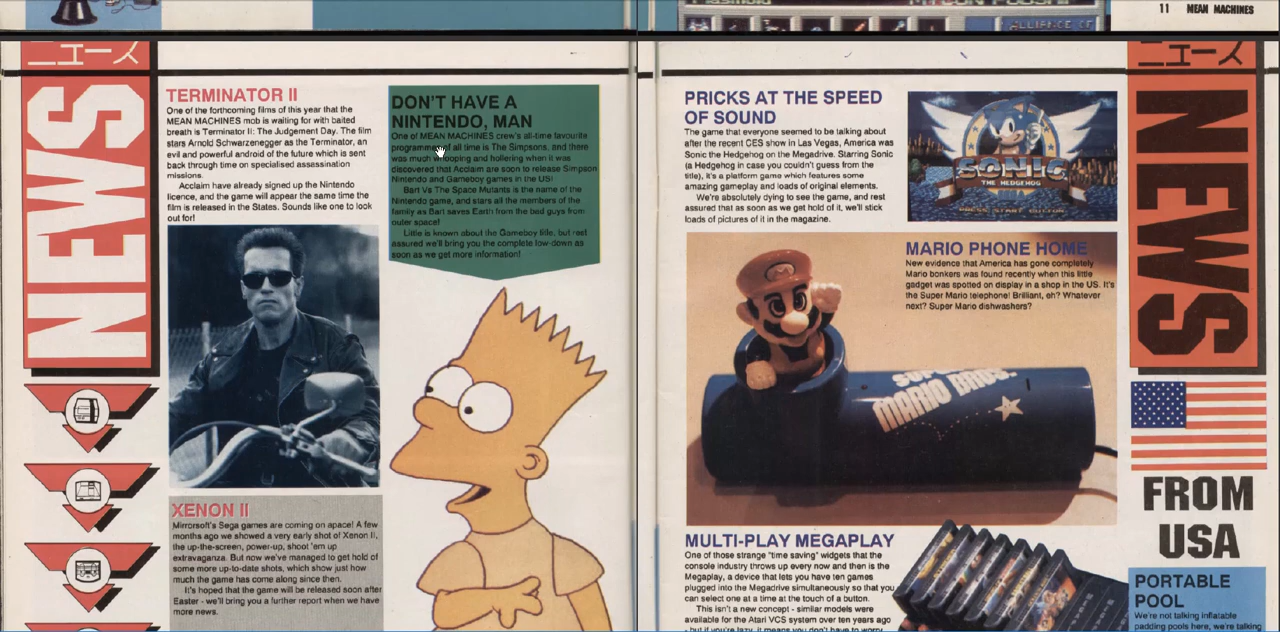 11 MEAN MACHINES
ニュース
NEWS
TERMINATOR II
One of the forthcoming films of this year that the
MEAN MACHINES mob is waiting for with baited
breath is Terminator II: The Judgement Day. The film
stars Arnold Schwarzenegger as the Terminator, an
evil and powerful android of the future which is sent
back through time on specialised assassination
missions.
Acclaim have already signed up the Nintendo
licence, and the game will appear the same time the
film is released in the States. Sounds like one to look
out for!
XENON II
Mirrorsoft's Sega games are coming on apace! A few
months ago we showed a very early shot of Xenon II,
the up-the-screen, power-up, shoot 'em up
extravaganza. But now we've managed to get hold of
some more up-to-date shots, which show just how
much the game has come along since then.
It's hoped that the game will be released soon after
Easter - we'll bring you a further report when we have
more news.
DON'T HAVE A
NINTENDO, MAN
One of MEAN MACHINES crew's all-time favourite
programmes of all time is The Simpsons, and there
was much whooping and hollering when it was
discovered that Acclaim are soon to release Simpson
Nintendo and Gameboy games in the US!
Bart Vs The Space Mutants is the name of the
Nintendo game, and stars all the members of the
family as Bart saves Earth from the bad guys from
outer space!
Little is known about the Gameboy title, but rest
assured we'll bring you the complete low-down as
soon as we get more information!
PRICKS AT THE SPEED
OF SOUND
The game that everyone seemed to be talking about
after the recent CES show in Las Vegas, America was
Sonic the Hedgehog on the Megadrive. Starring Sonic
(a Hedgehog in case you couldn't guess from the
title), it's a platform game which features some
amazing gameplay and loads of original elements.
We're absolutely dying to see the game, and rest
assured that as soon as we get hold of it, we'll stick
loads of pictures of it in the magazine.
SONIC
THE HEDGEHOG
PRESS START BUTTON
MARIO PHONE HOME
New evidence that America has gone completely
Mario bonkers was found recently when this little
gadget was spotted on display in a shop in the US. It's
the Super Mario telephone! Brilliant, eh? Whatever
next? Super Mario dishwashers?
SUPER
MARIO BROS.
MULTI-PLAY MEGAPLAY
One of those strange "time saving" widgets that the
console industry throws up every now and then is the
Megaplay, a device that lets you have ten games
plugged into the Megadrive simultaneously so that you
can select one at a time at the touch of a button.
This isn't a new concept - similar models were
available for the Atari VCS system over ten years ago
- but if you're lazy, it means you don't have to worry
ニュース
NEWS
FROM
USA
PORTABLE
POOL
We're not talking inflatable
padding pools here, we're talking